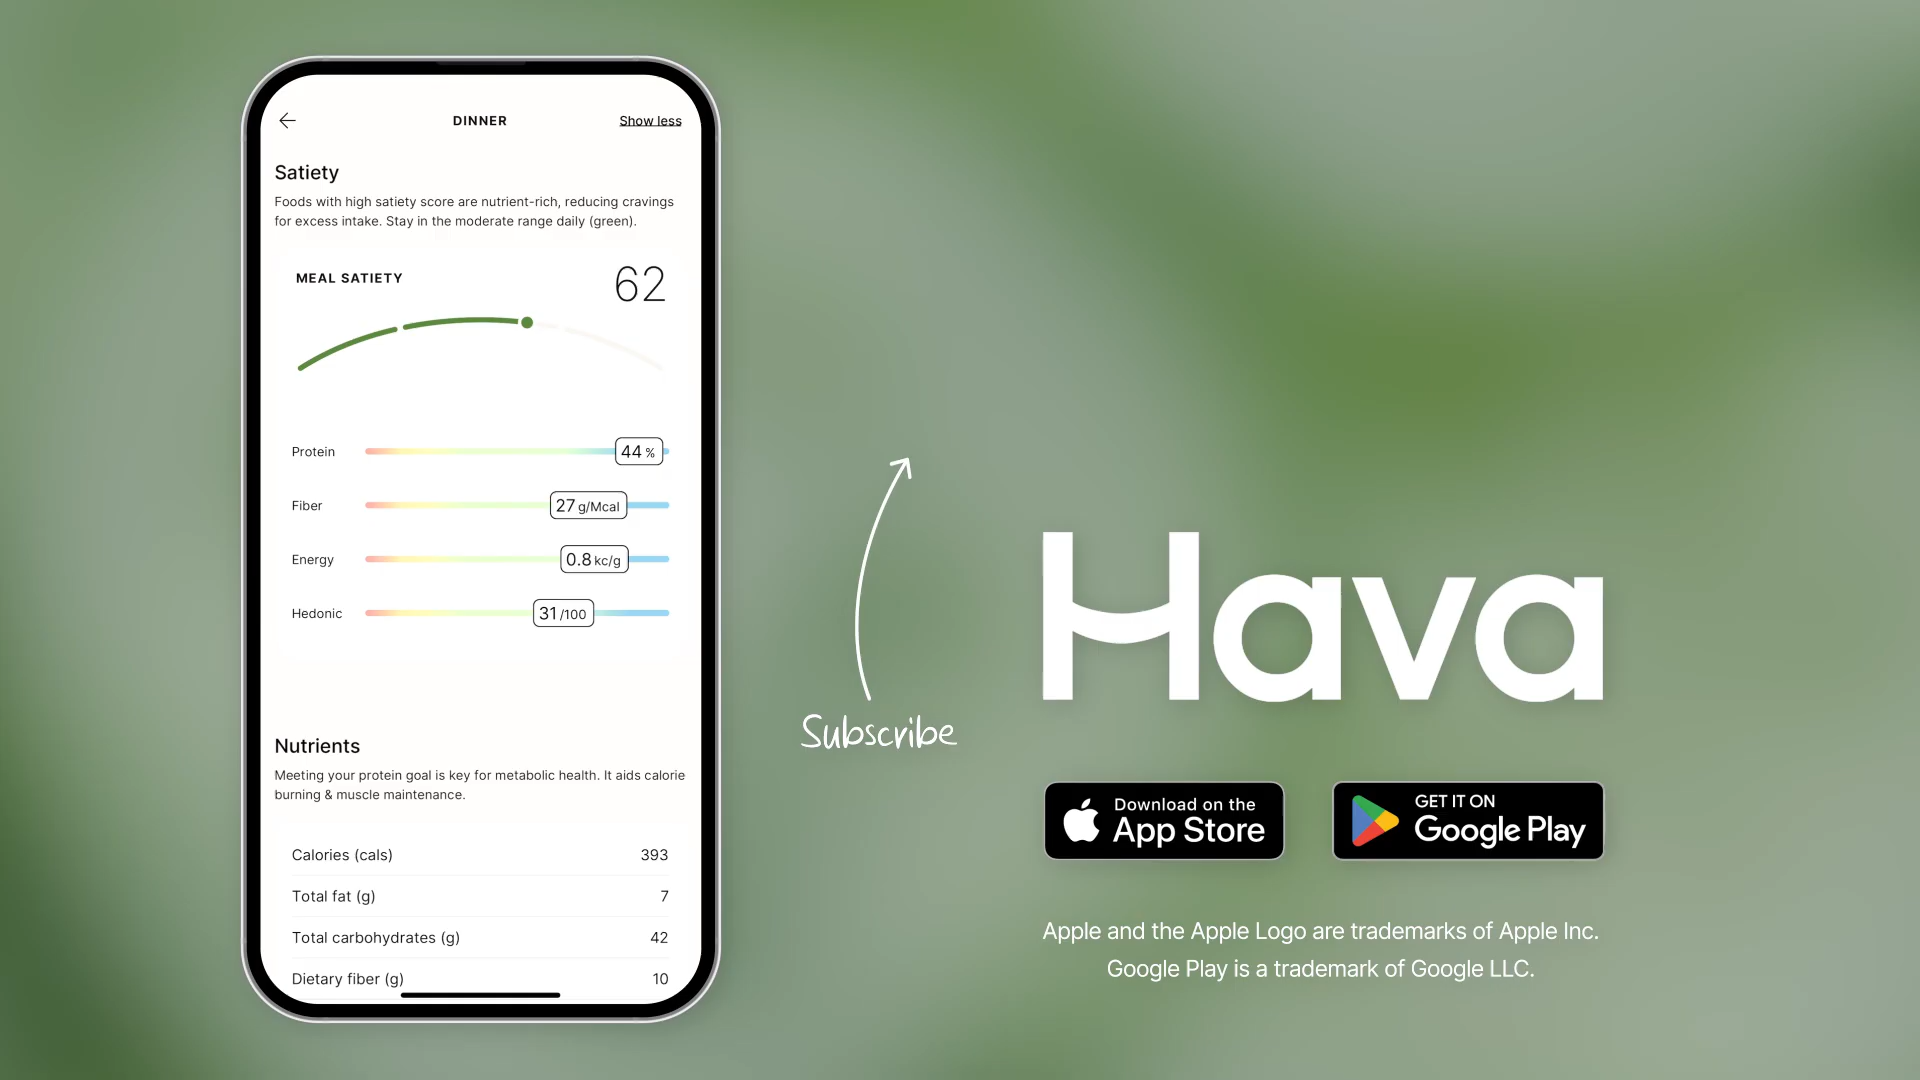 DINNER
Show less
Satiety
Foods with high satiety score are nutrient-rich, reducing cravings
for excess intake. Stay in the moderate range daily (green).
MEAL SATIETY
62
Protein 44 %
Fiber 27 g/Mcal
Energy 0.8 kc/g
Hedonic 31 /100
Nutrients
Meeting your protein goal is key for metabolic health. It aids calorie
burning & muscle maintenance.
Calories (cals) 393
Total fat (g) 7
Total carbohydrates (g) 42
Dietary fiber (g) 10
Subscribe
Hava
Download on the
App Store
GET IT ON
Google Play
Apple and the Apple Logo are trademarks of Apple Inc.
Google Play is a trademark of Google LLC.